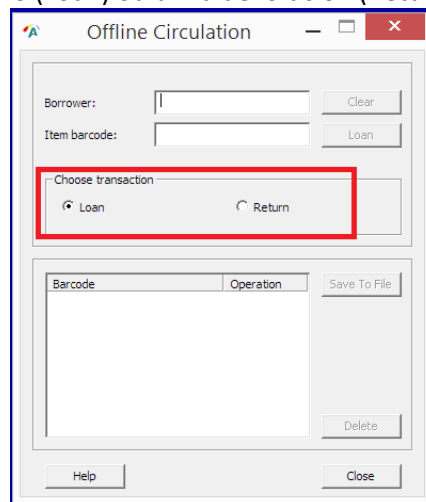 Offline Circulation
Borrower:
Clear
Item barcode:
Loan
Choose transaction
Loan
Return
Barcode
Operation
Save To File
Delete
Help
Close